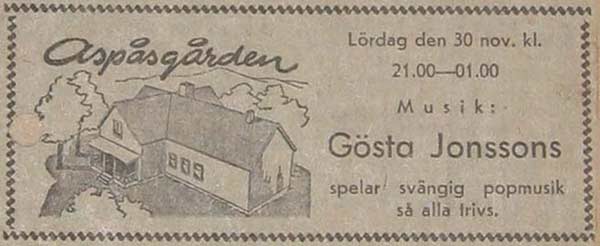 Aspåsgården
Lördag den 30 nov. kl.
21.00—01.00
Musik:
Gösta Jonssons
spelar svängig popmusik
så alla trivs.